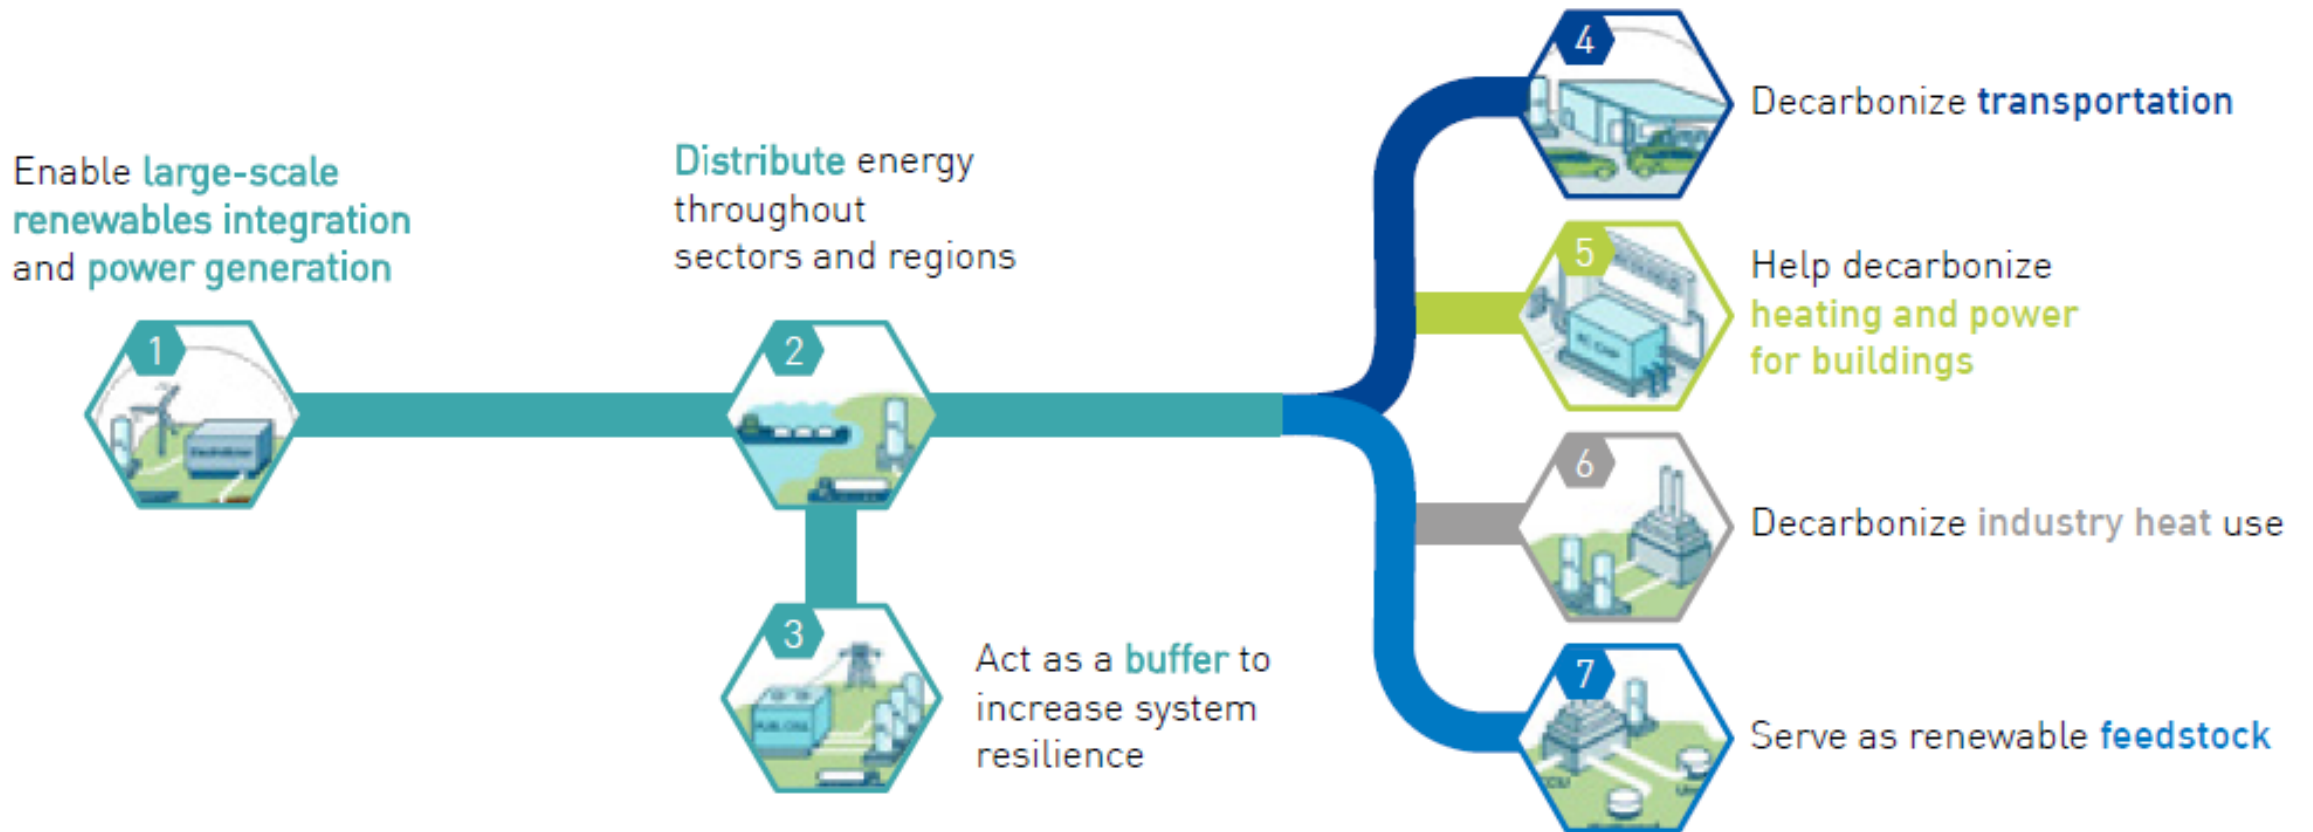 Enable large-scale
renewables integration
and power generation
1
Distribute energy
throughout
sectors and regions
2
3
FUEL CELL
Act as a buffer to
increase system
resilience
4
Decarbonize transportation
5
Help decarbonize
heating and power
for buildings
6
Decarbonize industry heat use
7
Serve as renewable feedstock